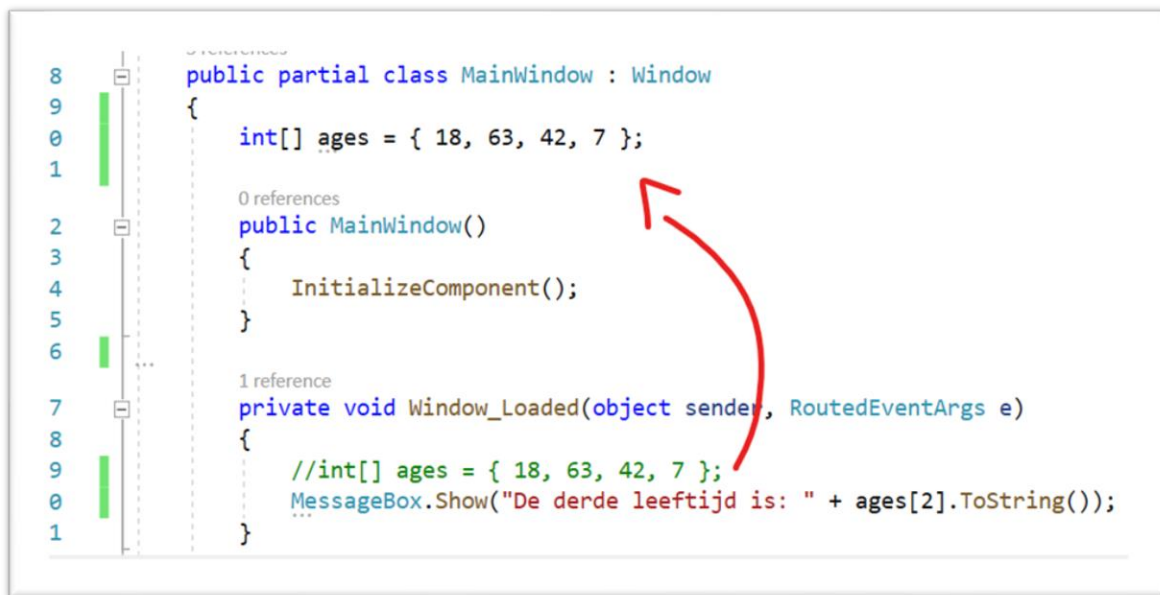 8 public partial class MainWindow : Window
9 {
0 int[] ages = { 18, 63, 42, 7 };
1
0 references
2 public MainWindow()
3 {
4 InitializeComponent();
5 }
6
1 reference
7 private void Window_Loaded(object sender, RoutedEventArgs e)
8 {
9 //int[] ages = { 18, 63, 42, 7 };
0 MessageBox.Show("De derde leeftijd is: " + ages[2].ToString());
1 }